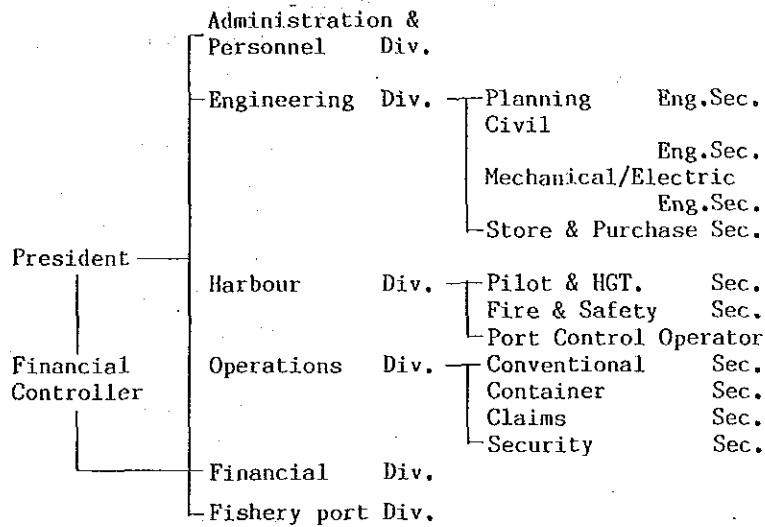 Administration &
Personnel Div.
Engineering Div.
Planning Eng.Sec.
Civil
Eng.Sec.
Mechanical/Electric
Eng.Sec.
Store & Purchase Sec.
President
Harbour Div.
Pilot & HGT. Sec.
Fire & Safety Sec.
Port Control Operator
Financial
Controller
Operations Div.
Conventional Sec.
Container Sec.
Claims Sec.
Security Sec.
Financial Div.
Fishery port Div.